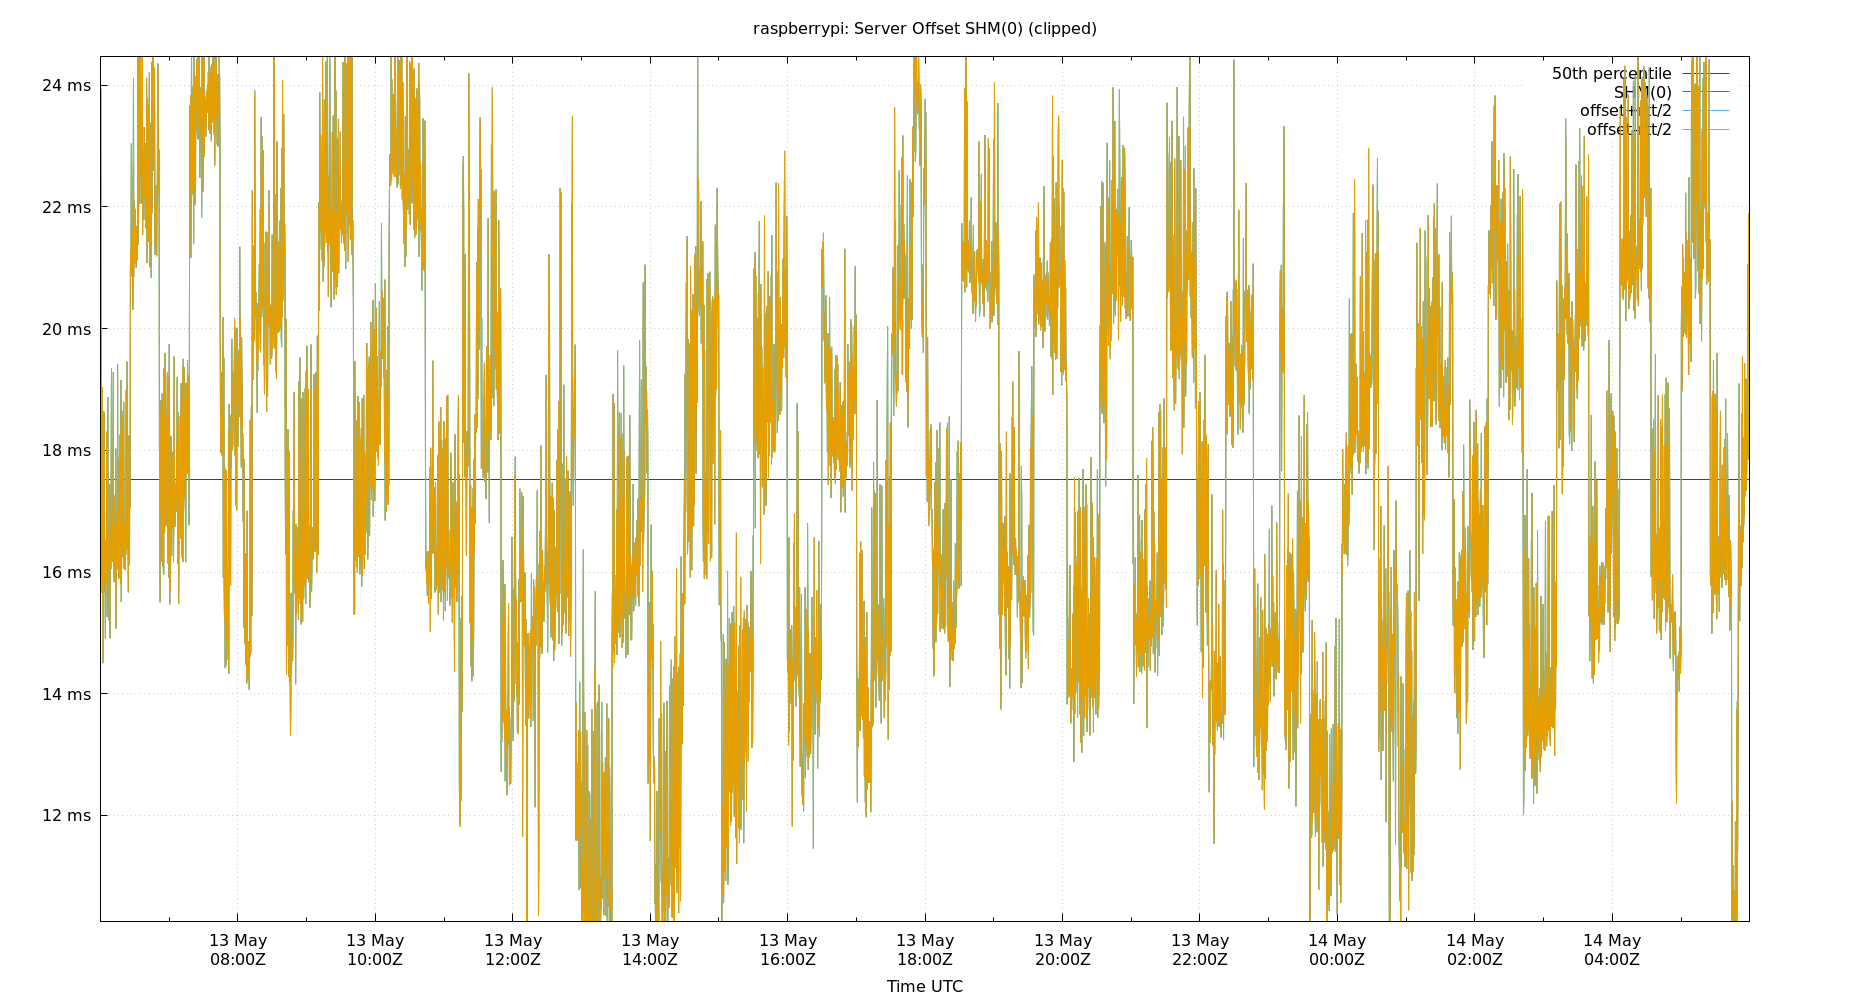 raspberrypi: Server Offset SHM(0) (clipped)
50th percentile
SHM(0)
offset+rtt/2
offset-rtt/2
24 ms
22 ms
20 ms
18 ms
16 ms
14 ms
12 ms
13 May 13 May 13 May 13 May 13 May 13 May 13 May 13 May 14 May 14 May 14 May
08:00Z 10:00Z 12:00Z 14:00Z 16:00Z 18:00Z 20:00Z 22:00Z 00:00Z 02:00Z 04:00Z
Time UTC